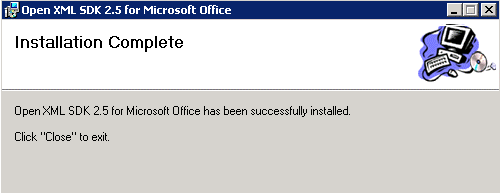 Open XML SDK 2.5 for Microsoft Office
Installation Complete
Open XML SDK 2.5 for Microsoft Office has been successfully installed.
Click "Close" to exit.